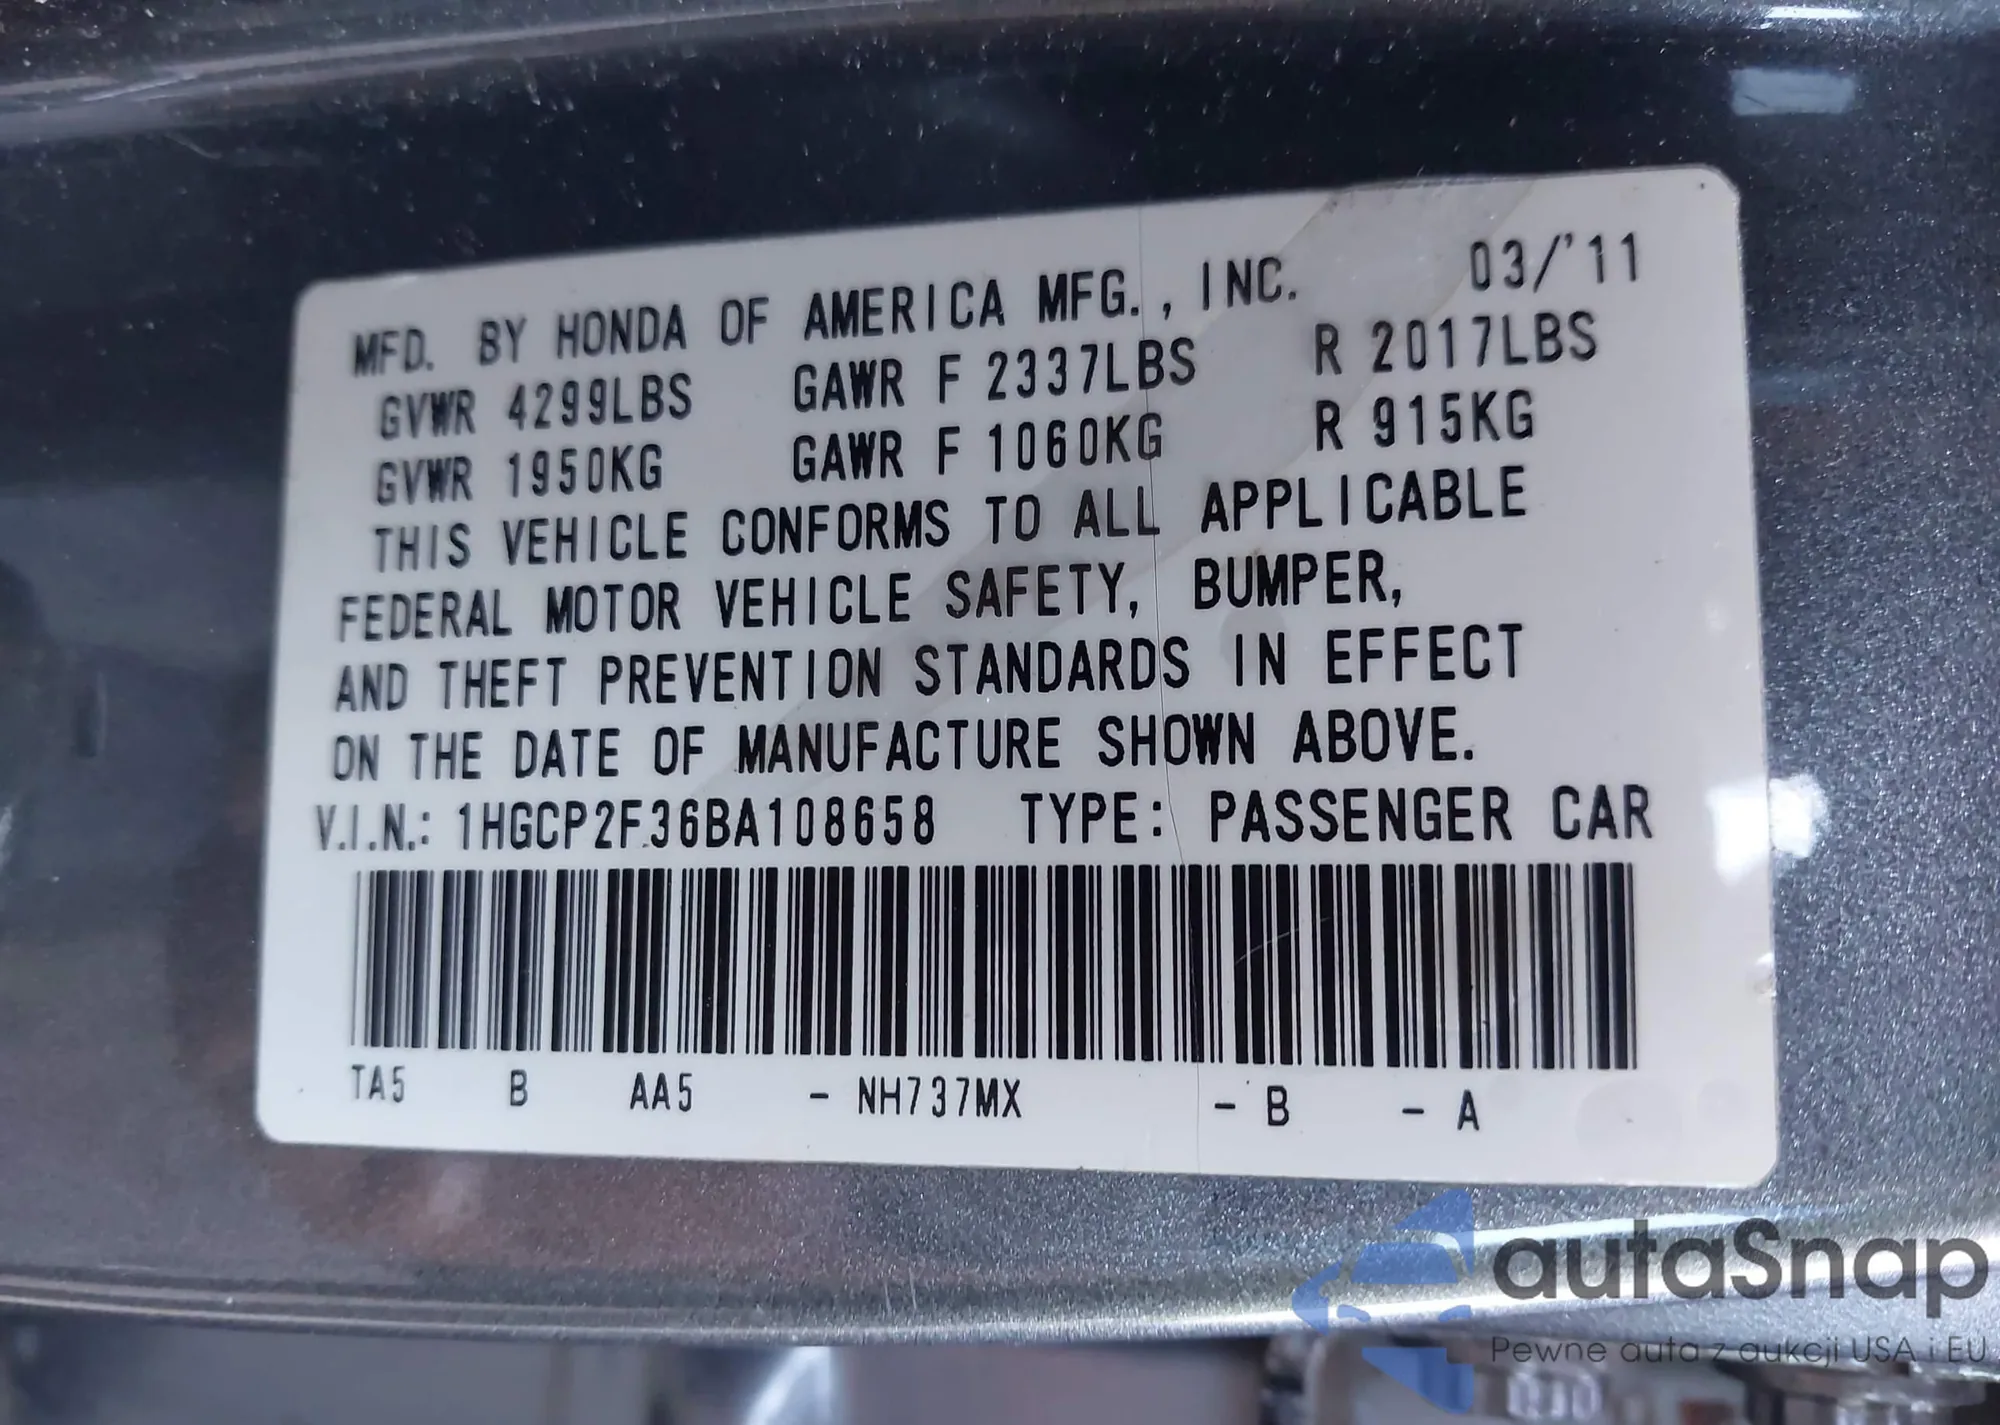 MFD. BY HONDA OF AMERICA MFG., INC. 03/'11
GVWR 4299LBS GAWR F 2337LBS R 2017LBS
GVWR 1950KG GAWR F 1060KG R 915KG
THIS VEHICLE CONFORMS TO ALL APPLICABLE
FEDERAL MOTOR VEHICLE SAFETY, BUMPER,
AND THEFT PREVENTION STANDARDS IN EFFECT
ON THE DATE OF MANUFACTURE SHOWN ABOVE.
V.I.N.: 1HGCP2F36BA108658 TYPE: PASSENGER CAR
TA5 B AA5 - NH737MX - B - A
autaSnap
Pewne auta z aukcji USA i EU